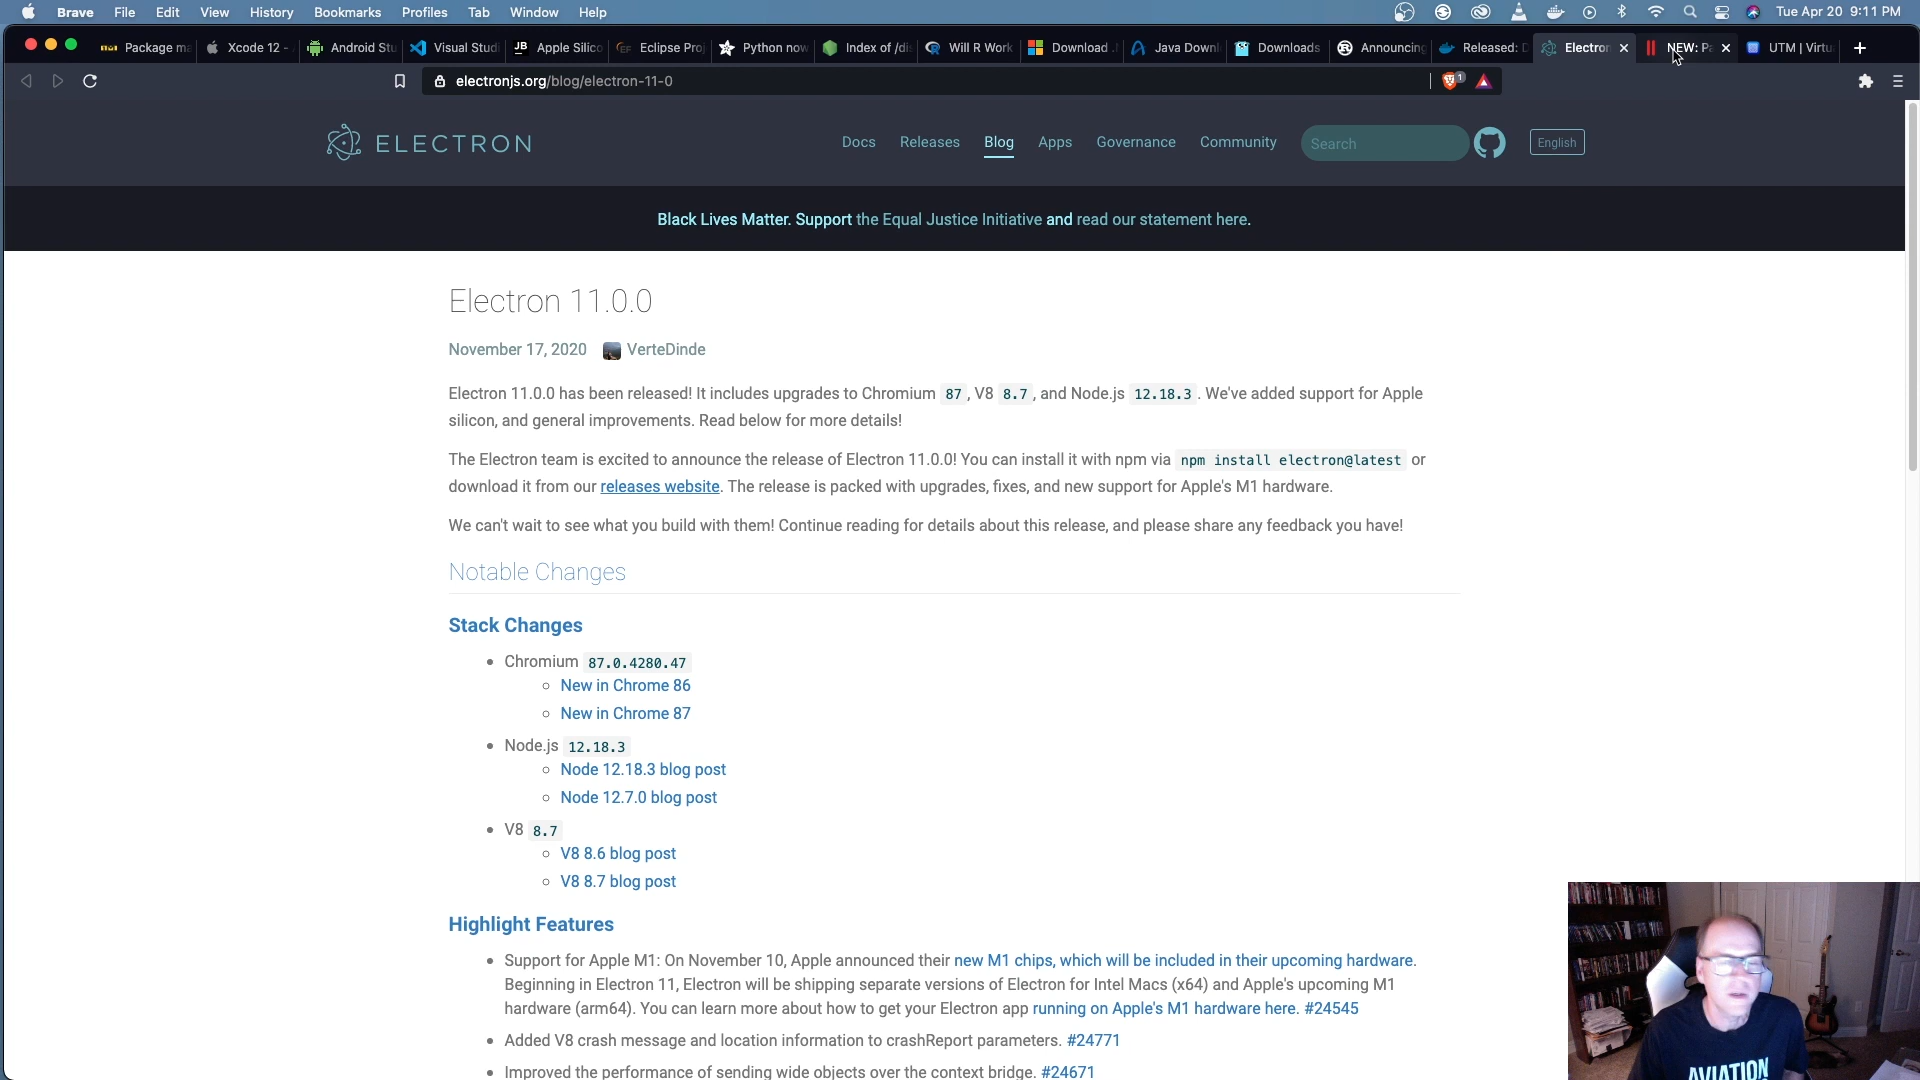 Brave File Edit View History Bookmarks Profiles Tab Window Help Tue Apr 20 9:11 PM
Package ma Xcode 12 - Android Stu Visual Studi Apple Silico Eclipse Proj Python now Index of /dis Will R Work Download Java Downl Downloads Announcing Released: D Electron NEW: Pa UTM | Virtu
electronjs.org/blog/electron-11-0 1
ELECTRON Docs Releases Blog Apps Governance Community Search English
Black Lives Matter. Support the Equal Justice Initiative and read our statement here.
Electron 11.0.0
November 17, 2020 VerteDinde
Electron 11.0.0 has been released! It includes upgrades to Chromium 87, V8 8.7, and Node.js 12.18.3. We've added support for Apple
silicon, and general improvements. Read below for more details!
The Electron team is excited to announce the release of Electron 11.0.0! You can install it with npm via npm install electron@latest or
download it from our releases website. The release is packed with upgrades, fixes, and new support for Apple's M1 hardware.
We can't wait to see what you build with them! Continue reading for details about this release, and please share any feedback you have!
Notable Changes
Stack Changes
Chromium 87.0.4280.47
New in Chrome 86
New in Chrome 87
Node.js 12.18.3
Node 12.18.3 blog post
Node 12.7.0 blog post
V8 8.7
V8 8.6 blog post
V8 8.7 blog post
Highlight Features
Support for Apple M1: On November 10, Apple announced their new M1 chips, which will be included in their upcoming hardware.
Beginning in Electron 11, Electron will be shipping separate versions of Electron for Intel Macs (x64) and Apple's upcoming M1
hardware (arm64). You can learn more about how to get your Electron app running on Apple's M1 hardware here. #24545
Added V8 crash message and location information to crashReport parameters. #24771
Improved the performance of sending wide objects over the context bridge. #24671
AVIATION